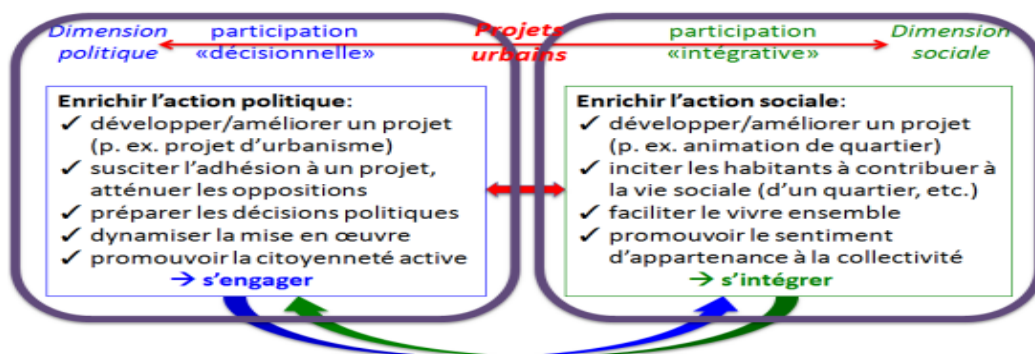 Dimension politique
participation «décisionnelle»
Projets urbains
participation «intégrative»
Dimension sociale
Enrichir l’action politique:
✓ développer/améliorer un projet
(p. ex. projet d’urbanisme)
✓ susciter l’adhésion à un projet,
atténuer les oppositions
✓ préparer les décisions politiques
✓ dynamiser la mise en œuvre
✓ promouvoir la citoyenneté active
→ s’engager
Enrichir l’action sociale:
✓ développer/améliorer un projet
(p. ex. animation de quartier)
✓ inciter les habitants à contribuer à
la vie sociale (d’un quartier, etc.)
✓ faciliter le vivre ensemble
✓ promouvoir le sentiment
d’appartenance à la collectivité
→ s’intégrer